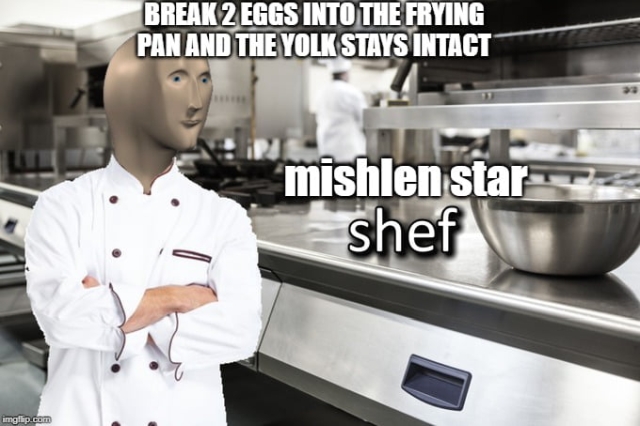 BREAK 2 EGGS INTO THE FRYING
PAN AND THE YOLK STAYS INTACT
mishlen star
shef
imgflip.com